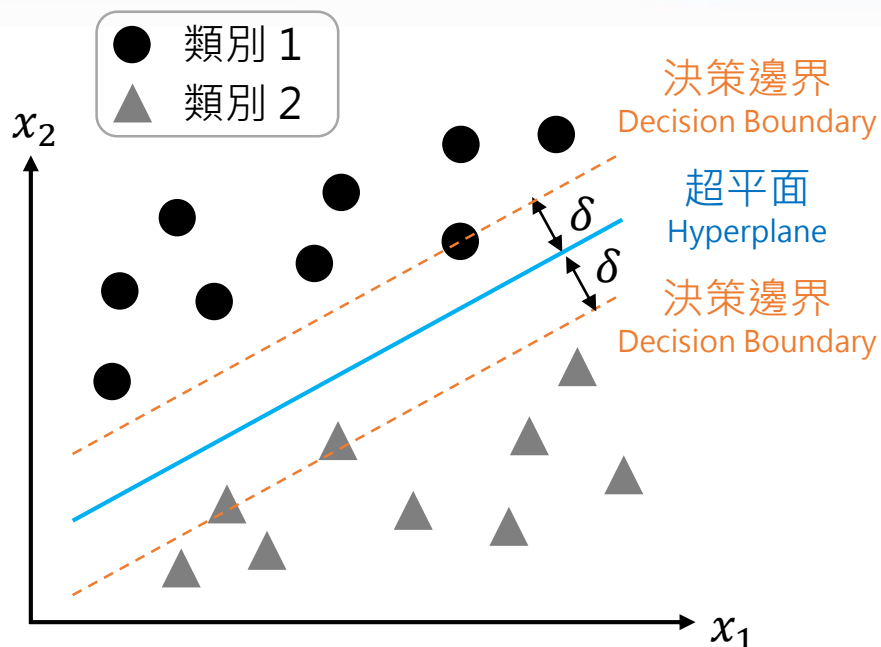 類別 1
類別 2
x₂
決策邊界
Decision Boundary
超平面
Hyperplane
δ
δ
決策邊界
Decision Boundary
x₁